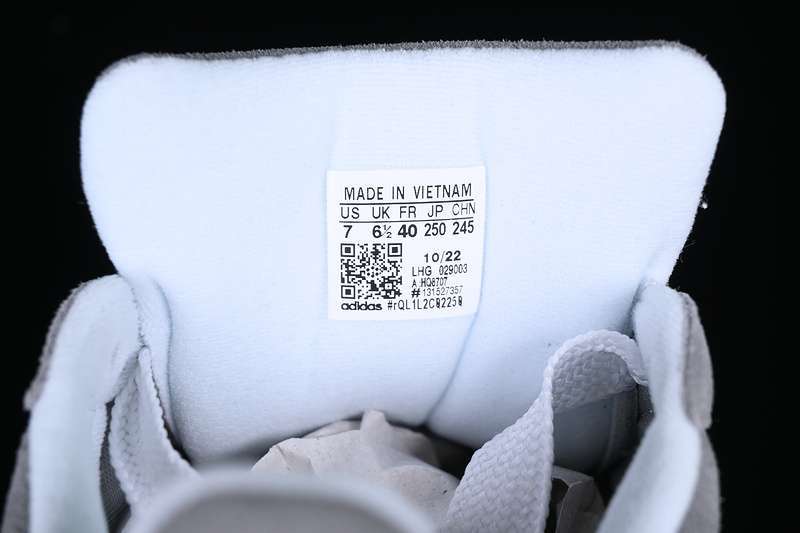 MADE IN VIETNAM
US UK FR JP CHN
7 6½ 40 250 245
10/22
LHG 029003
A HQ8707
#131527357
adidas #rQL1L2C